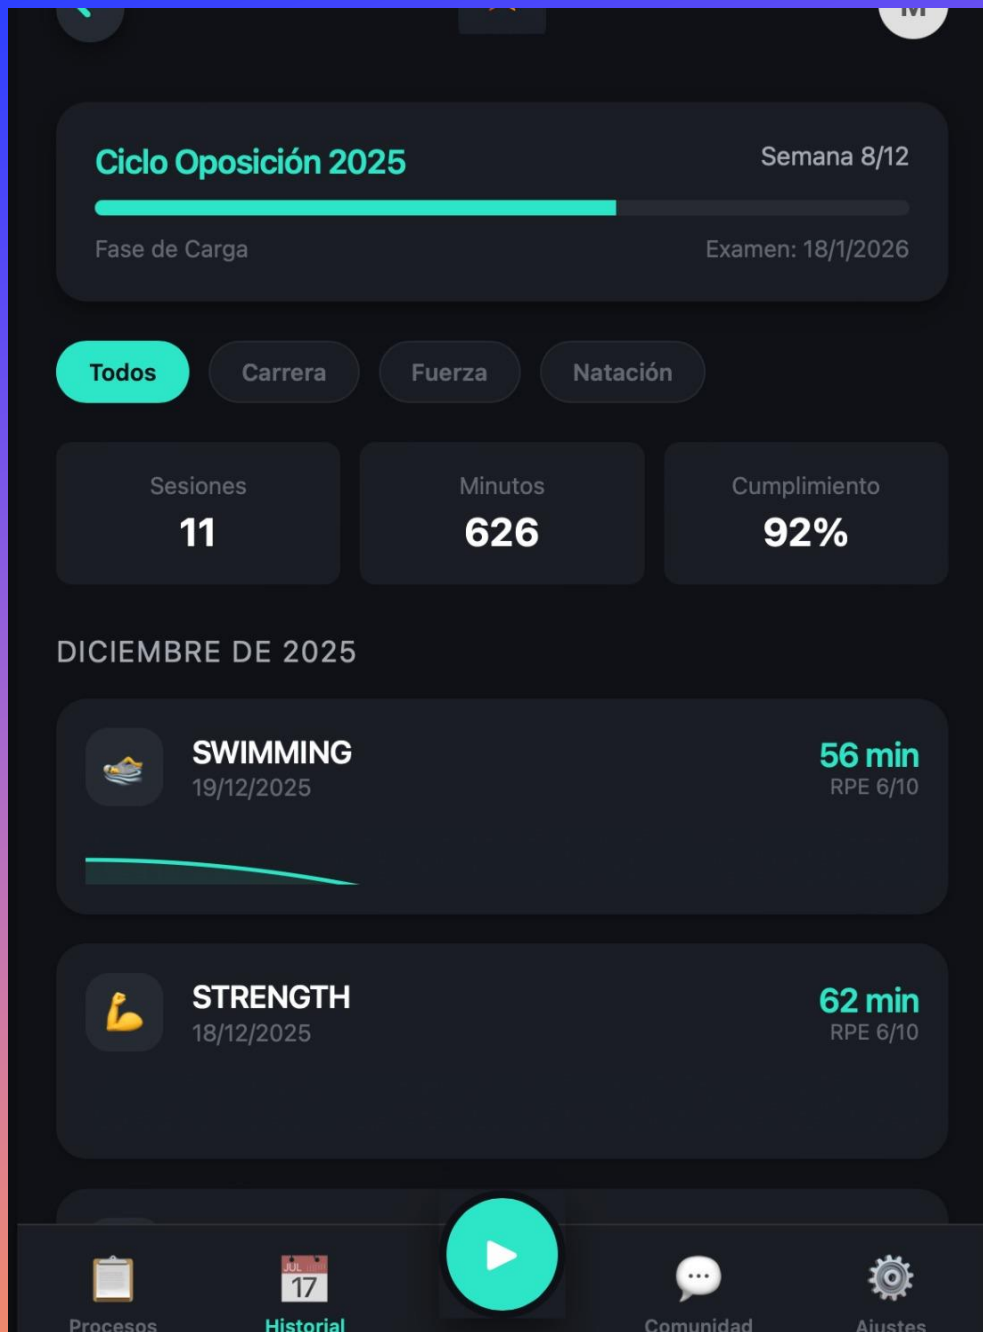 M
Ciclo Oposición 2025
Semana 8/12
Fase de Carga
Examen: 18/1/2026
Todos
Carrera
Fuerza
Natación
Sesiones
Minutos
Cumplimiento
11
626
92%
DICIEMBRE DE 2025
SWIMMING
56 min
19/12/2025
RPE 6/10
STRENGTH
62 min
18/12/2025
RPE 6/10
JUL
17
Procesos
Historial
Comunidad
Ajustes